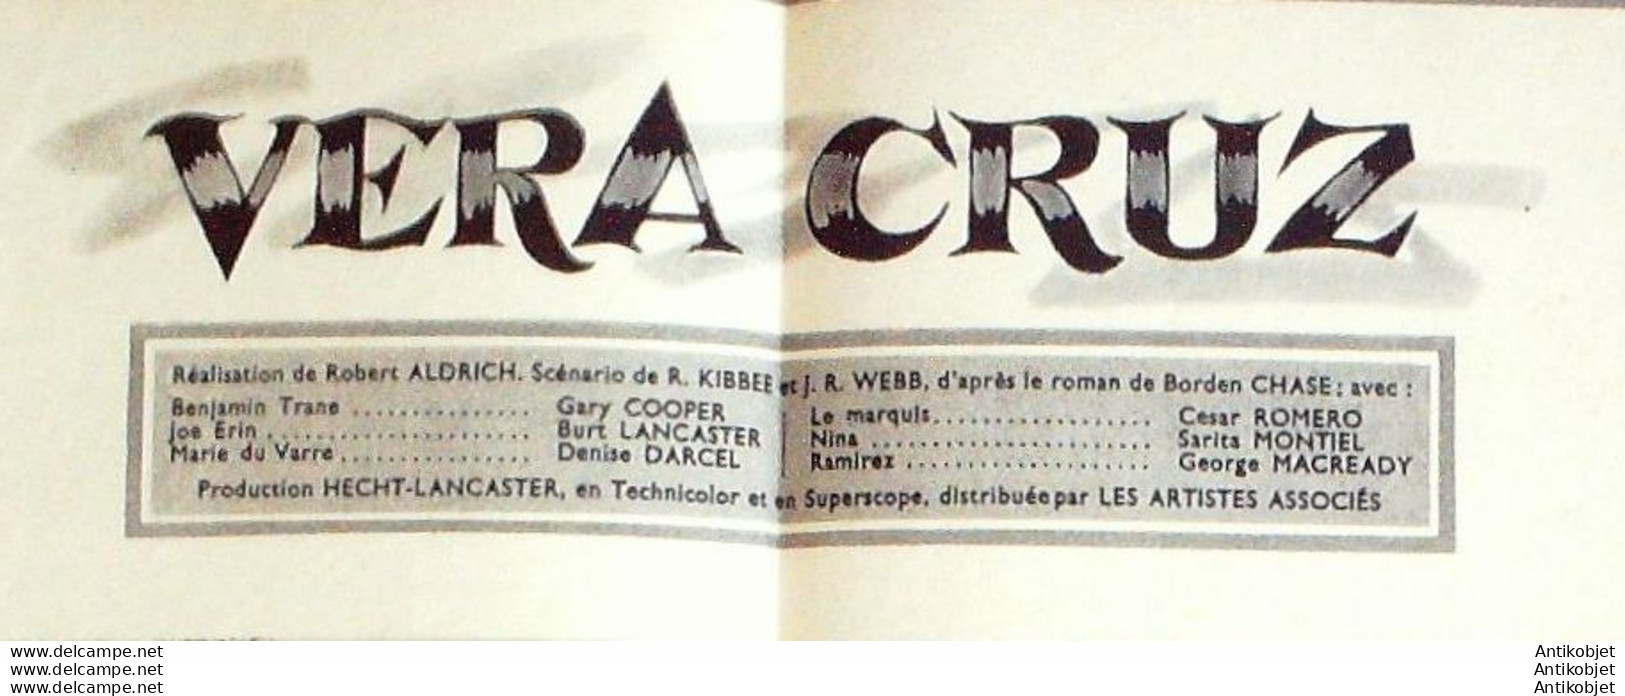 VERA CRUZ
Réalisation de Robert ALDRICH. Scénario de R. KIBBEE et J. R. WEBB, d'après le roman de Borden CHASE; avec :
Benjamin Trane ............... Gary COOPER
Joe Erin ....................... Burt LANCASTER
Marie du Varre ................ Denise DARCEL
Le marquis.................. Cesar ROMERO
Nina ........................ Sarita MONTIEL
Ramirez ..................... George MACREADY
Production HECHT-LANCASTER, en Technicolor et en Superscope, distribuée par LES ARTISTES ASSOCIÉS
www.delcampe.net
www.delcampe.net
www.delcampe.net
Antikobjet
Antikobjet
Antikobjet